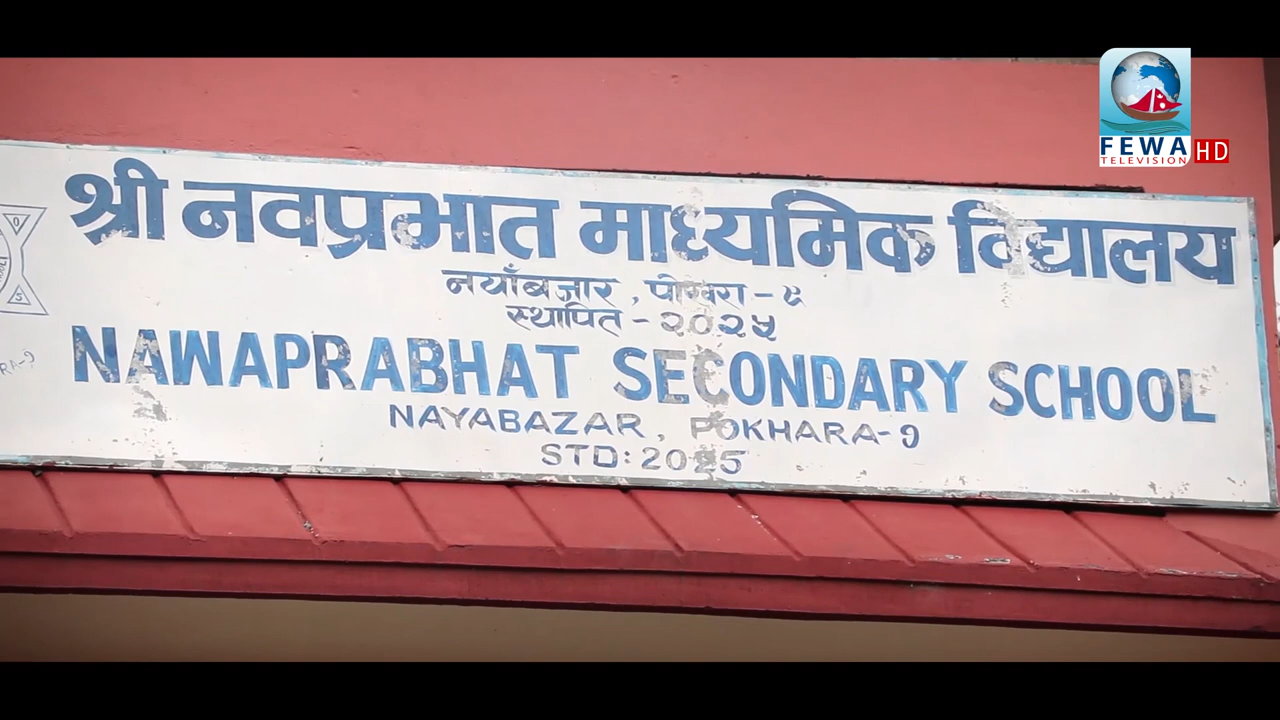 FEWA
TELEVISION HD
श्री नवप्रभात माध्यमिक विद्यालय
नयाँबजार, पोखरा - ९
स्थापित - २०२५
NAWAPRABHAT SECONDARY SCHOOL
NAYABAZAR, POKHARA-9
STD: 2025